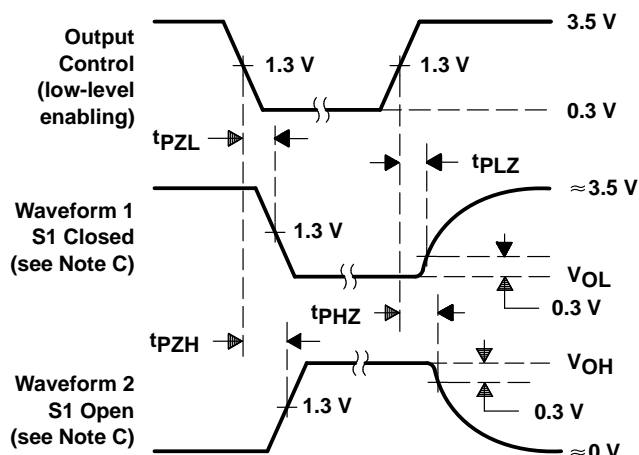 Output
Control
(low-level
enabling)
1.3 V
1.3 V
3.5 V
0.3 V
tPZL
tPLZ
Waveform 1
S1 Closed
(see Note C)
1.3 V
≈3.5 V
VOL
0.3 V
tPHZ
tPZH
Waveform 2
S1 Open
(see Note C)
1.3 V
VOH
0.3 V
≈0 V